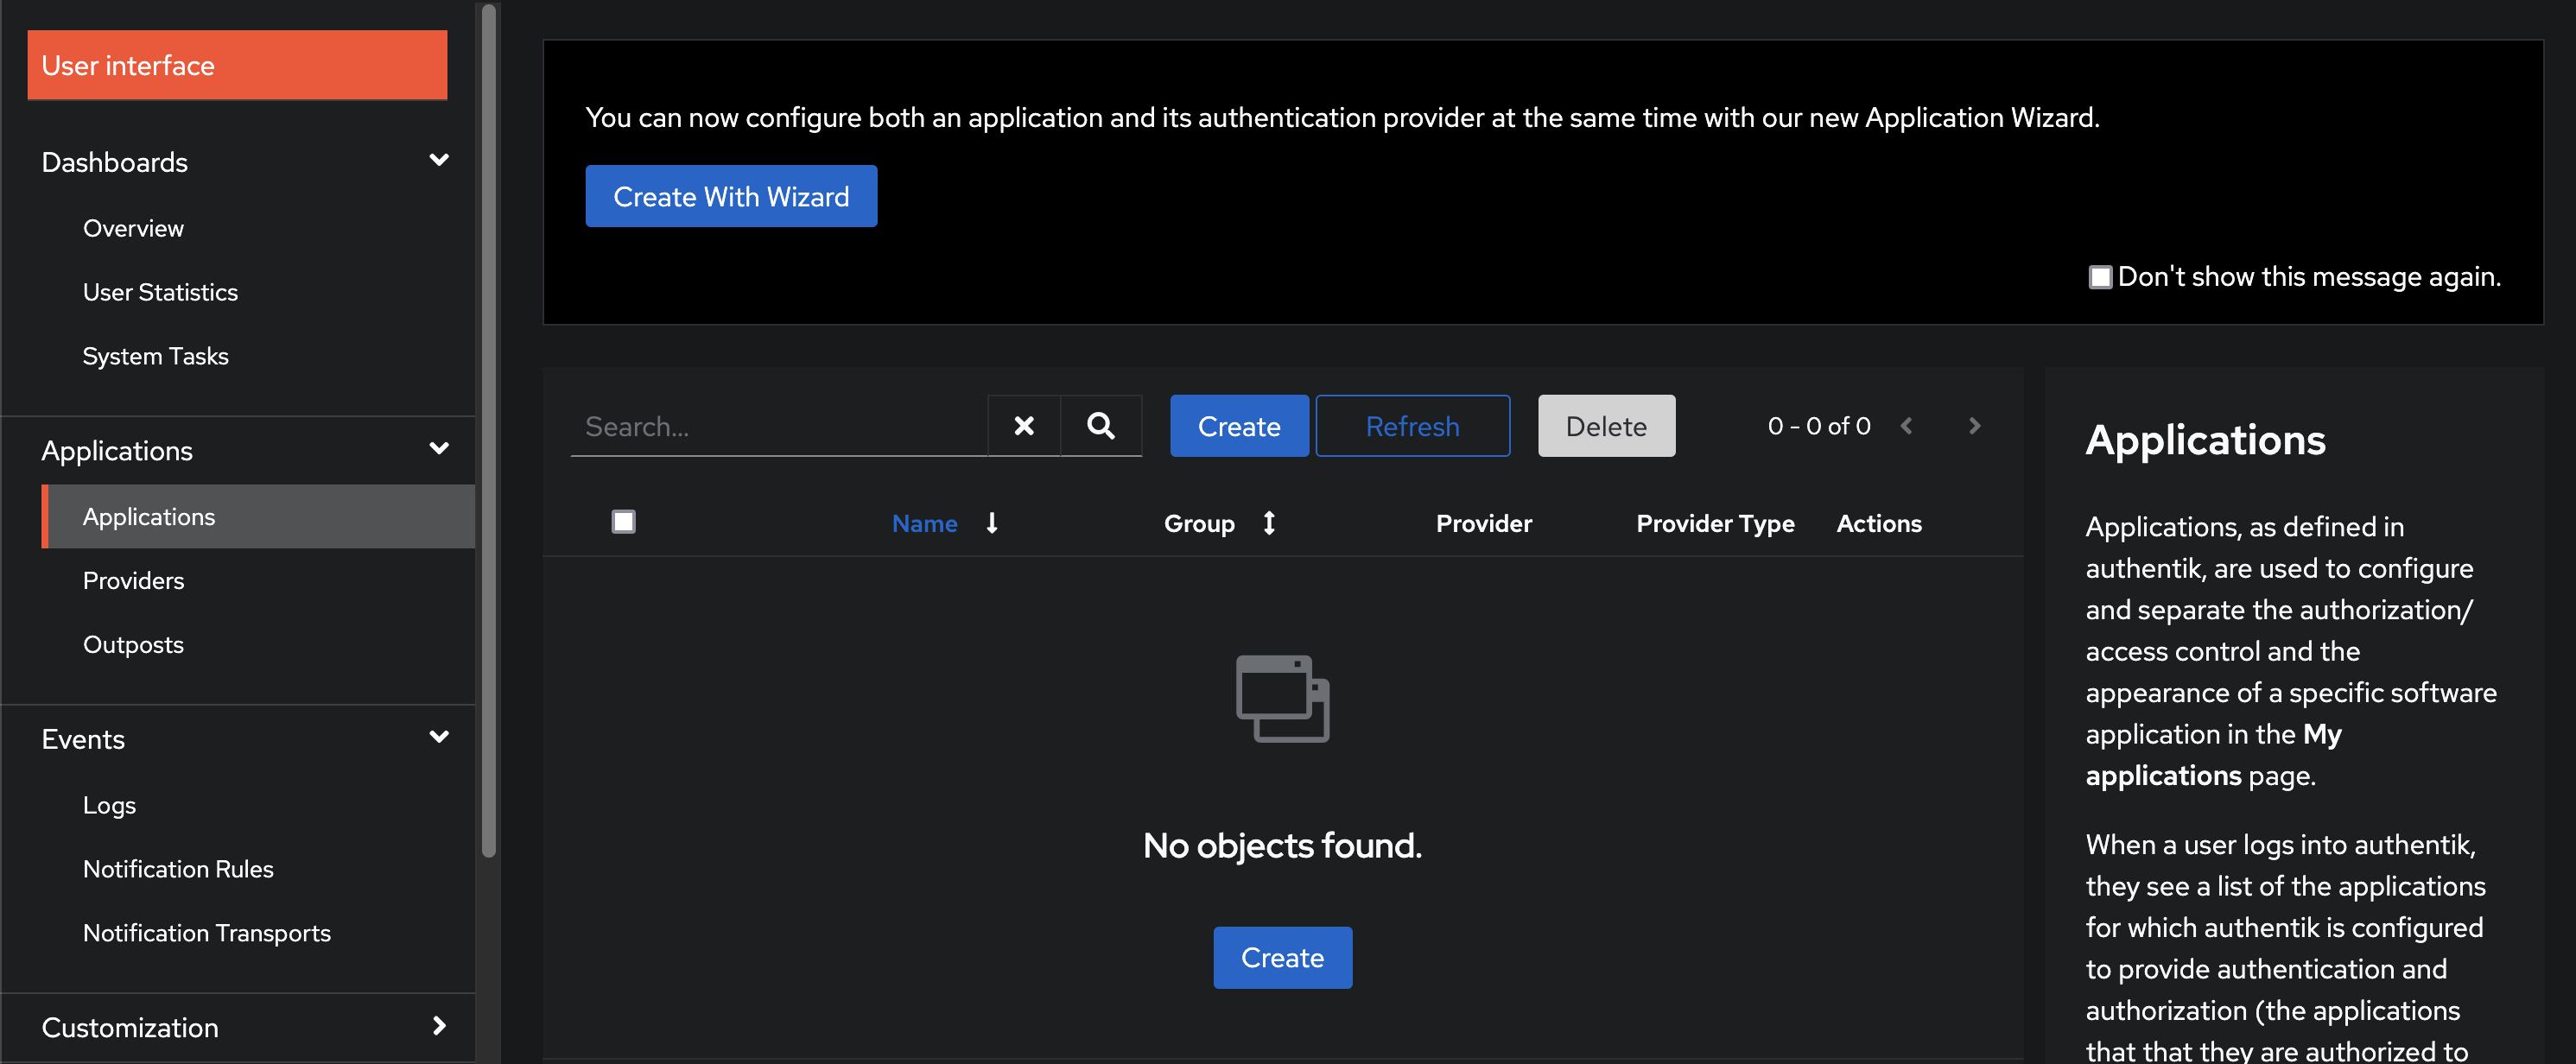 User interface
Dashboards
Overview
User Statistics
System Tasks
Applications
Applications
Providers
Outposts
Events
Logs
Notification Rules
Notification Transports
Customization
You can now configure both an application and its authentication provider at the same time with our new Application Wizard.
Create With Wizard
Don't show this message again.
Search...
Create
Refresh
Delete
0 - 0 of 0
Name
Group
Provider
Provider Type
Actions
No objects found.
Create
Applications
Applications, as defined in
authentik, are used to configure
and separate the authorization/
access control and the
appearance of a specific software
application in the My
applications page.
When a user logs into authentik,
they see a list of the applications
for which authentik is configured
to provide authentication and
authorization (the applications
that that they are authorized to